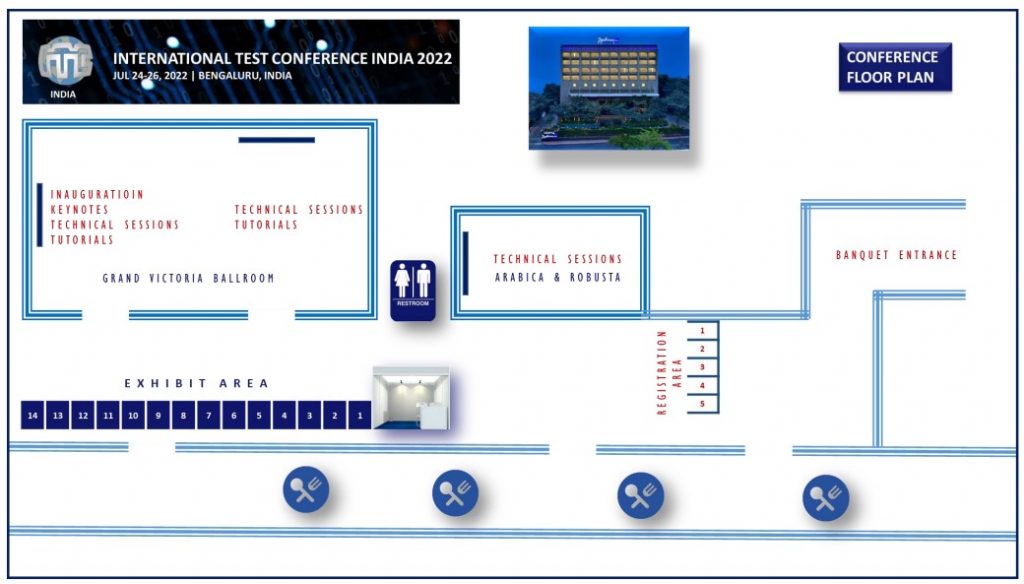 INTERNATIONAL TEST CONFERENCE INDIA 2022
JUL 24-26, 2022 | BENGALURU, INDIA
INDIA
CONFERENCE
FLOOR PLAN
INAUGURATIOIN
KEYNOTES
TECHNICAL SESSIONS
TUTORIALS
TECHNICAL SESSIONS
TUTORIALS
GRAND VICTORIA BALLROOM
RESTROOM
TECHNICAL SESSIONS
ARABICA & ROBUSTA
BANQUET ENTRANCE
REGISTRATION
AREA
1
2
3
4
5
EXHIBIT AREA
14 13 12 11 10 9 8 7 6 5 4 3 2 1